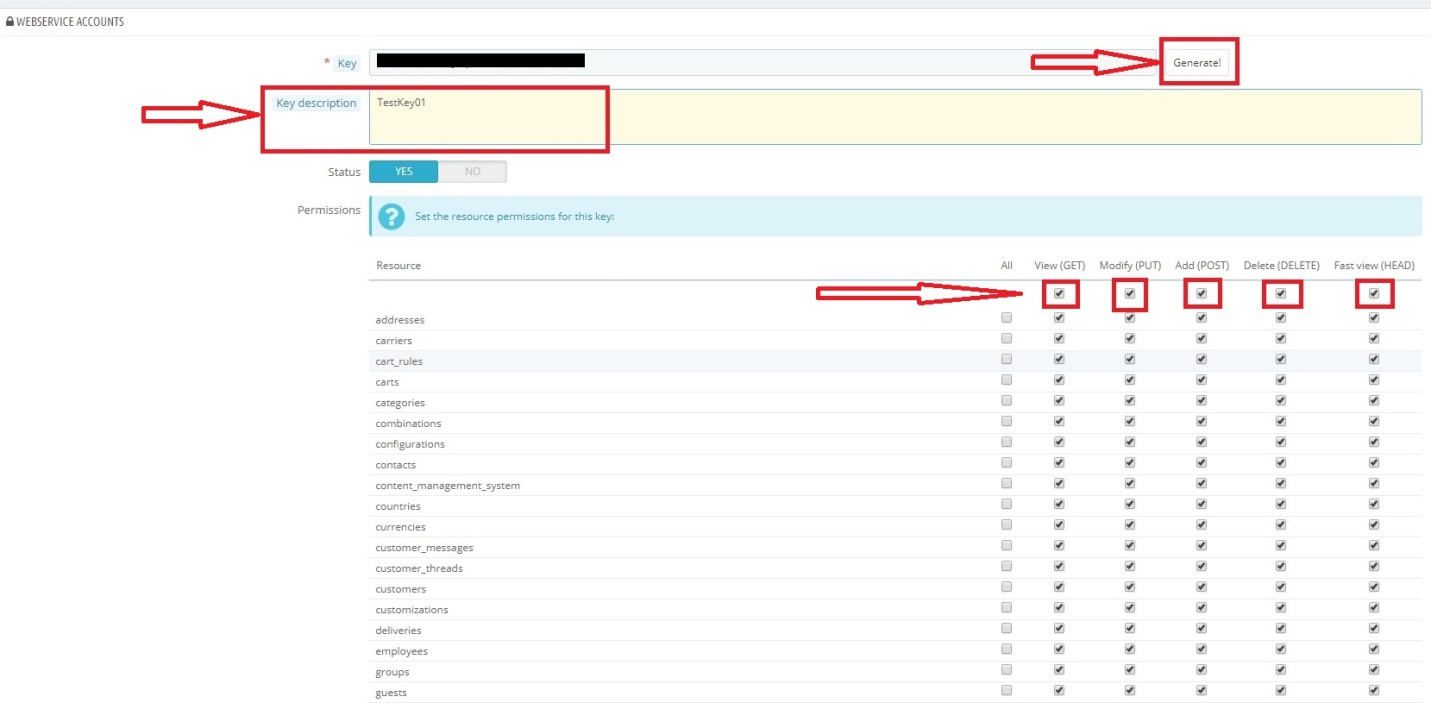 WEBSERVICE ACCOUNTS
* Key
Generate!
Key description TestKey01
Status YES NO
Permissions
? Set the resource permissions for this key:
Resource All View (GET) Modify (PUT) Add (POST) Delete (DELETE) Fast view (HEAD)
addresses
carriers
cart_rules
carts
categories
combinations
configurations
contacts
content_management_system
countries
currencies
customer_messages
customer_threads
customers
customizations
deliveries
employees
groups
guests